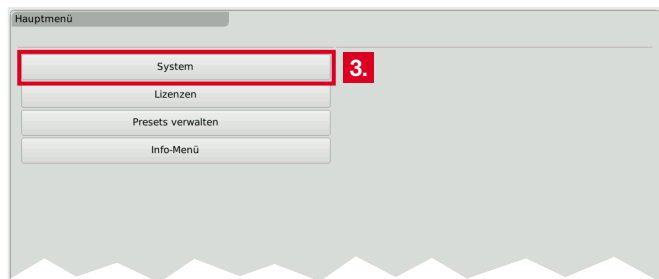 Hauptmenü
System
3.
Lizenzen
Presets verwalten
Info-Menü